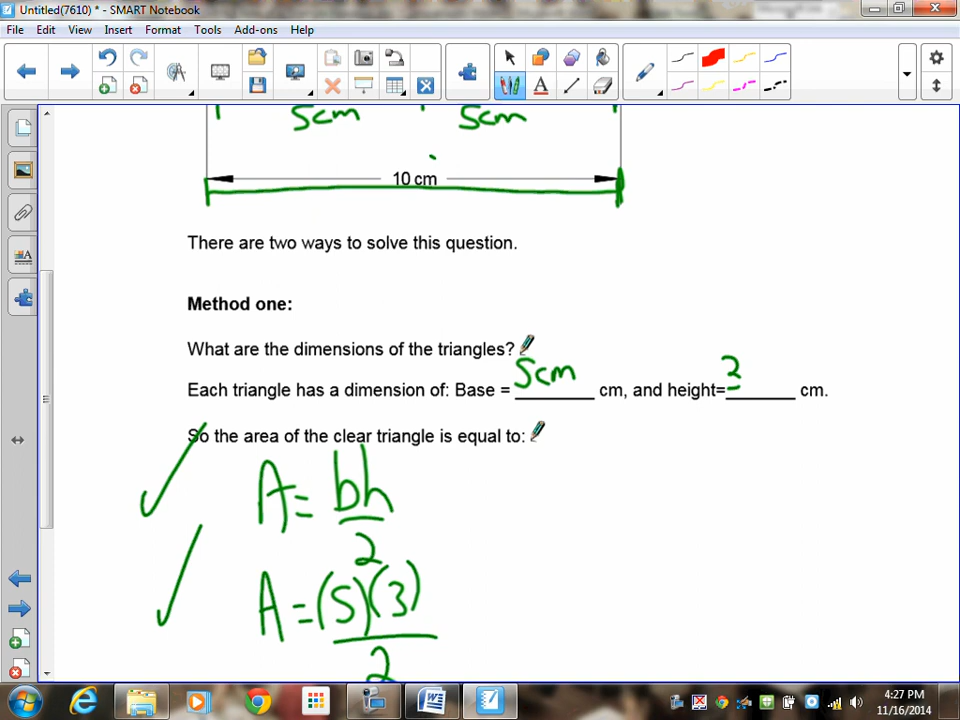 Untitled(7610) * - SMART Notebook
File Edit View Insert Format Tools Add-ons Help
5cm 5cm
10 cm
There are two ways to solve this question.
Method one:
What are the dimensions of the triangles?
5cm
Each triangle has a dimension of: Base = ________ cm, and height=_______ cm.
So the area of the clear triangle is equal to:
A = bh
2
A = (5)(3)
2
4:27 PM
11/16/2014